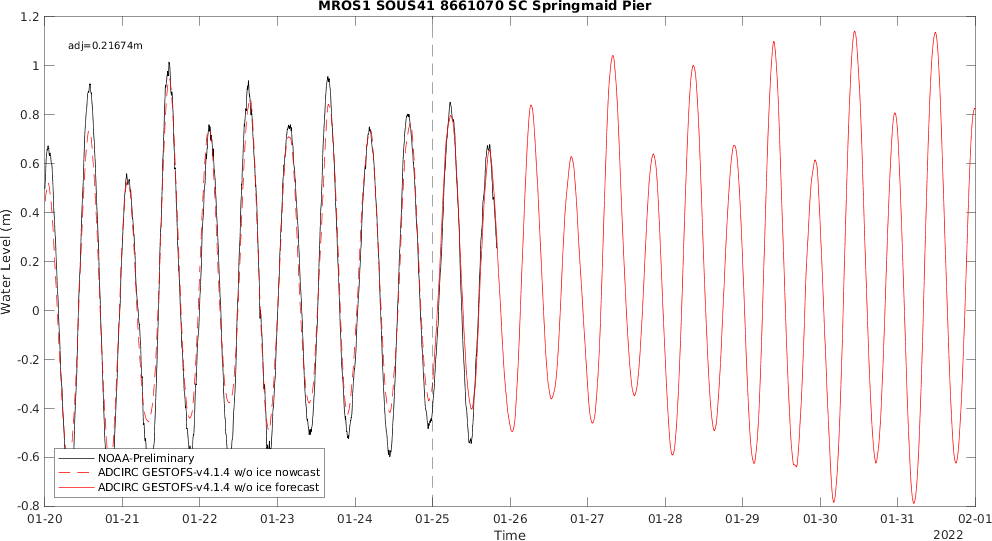 MROS1 SOUS41 8661070 SC Springmaid Pier
1.2
adj=0.21674m
1
0.8
0.6
0.4
0.2
0
-0.2
-0.4
-0.6
-0.8
Water Level (m)
NOAA-Preliminary
ADCIRC GESTOFS-v4.1.4 w/o ice nowcast
ADCIRC GESTOFS-v4.1.4 w/o ice forecast
01-20 01-21 01-22 01-23 01-24 01-25 01-26 01-27 01-28 01-29 01-30 01-31 02-01
Time
2022